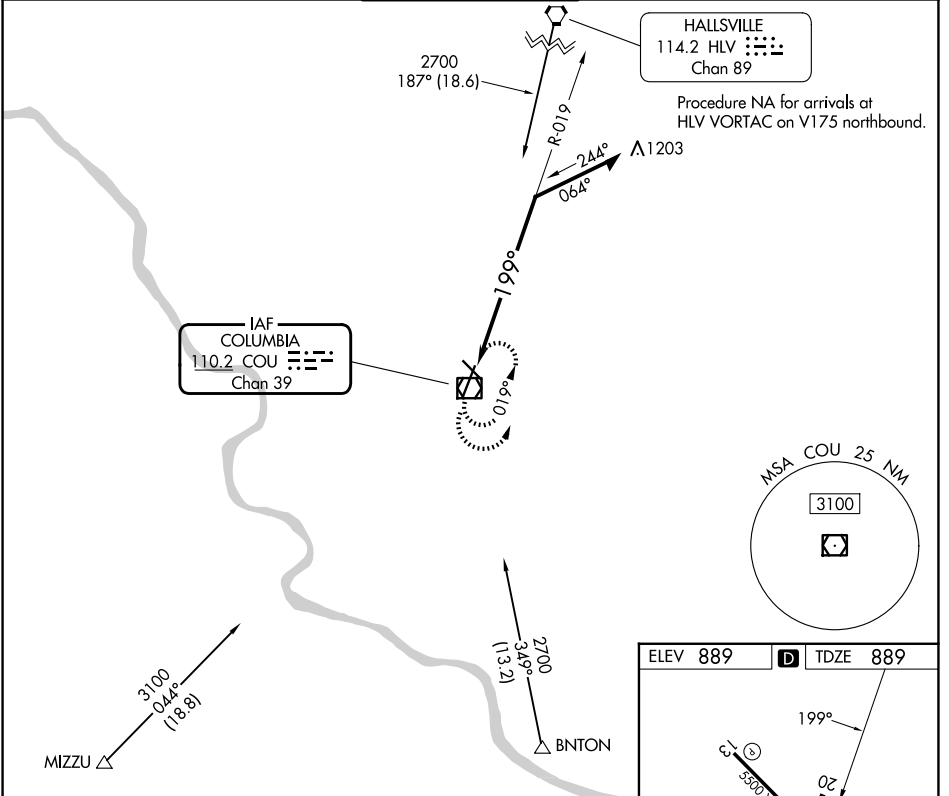 HALLSVILLE
114.2 HLV
Chan 89
2700
187° (18.6)
Procedure NA for arrivals at
HLV VORTAC on V175 northbound.
R-019
1203
244°
064°
199°
IAF
COLUMBIA
110.2 COU
Chan 39
019°
MSA COU 25 NM
3100
2700
349°
(13.2)
3100
044°
(18.8)
MIZZU
BNTON
ELEV 889
D
TDZE 889
199°
13
P
5500
20